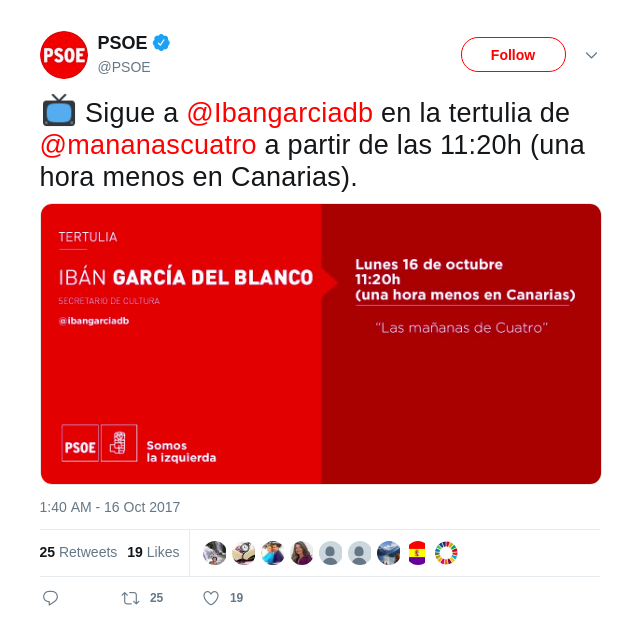 PSOE
PSOE
@PSOE
Follow
Sigue a @Ibangarciadb en la tertulia de
@mananascuatro a partir de las 11:20h (una
hora menos en Canarias).
TERTULIA
IBÁN GARCÍA DEL BLANCO
SECRETARIO DE CULTURA
@ibangarciadb
Lunes 16 de octubre
11:20h
(una hora menos en Canarias)
“Las mañanas de Cuatro”
PSOE
Somos
la izquierda
1:40 AM - 16 Oct 2017
25 Retweets 19 Likes
25 19